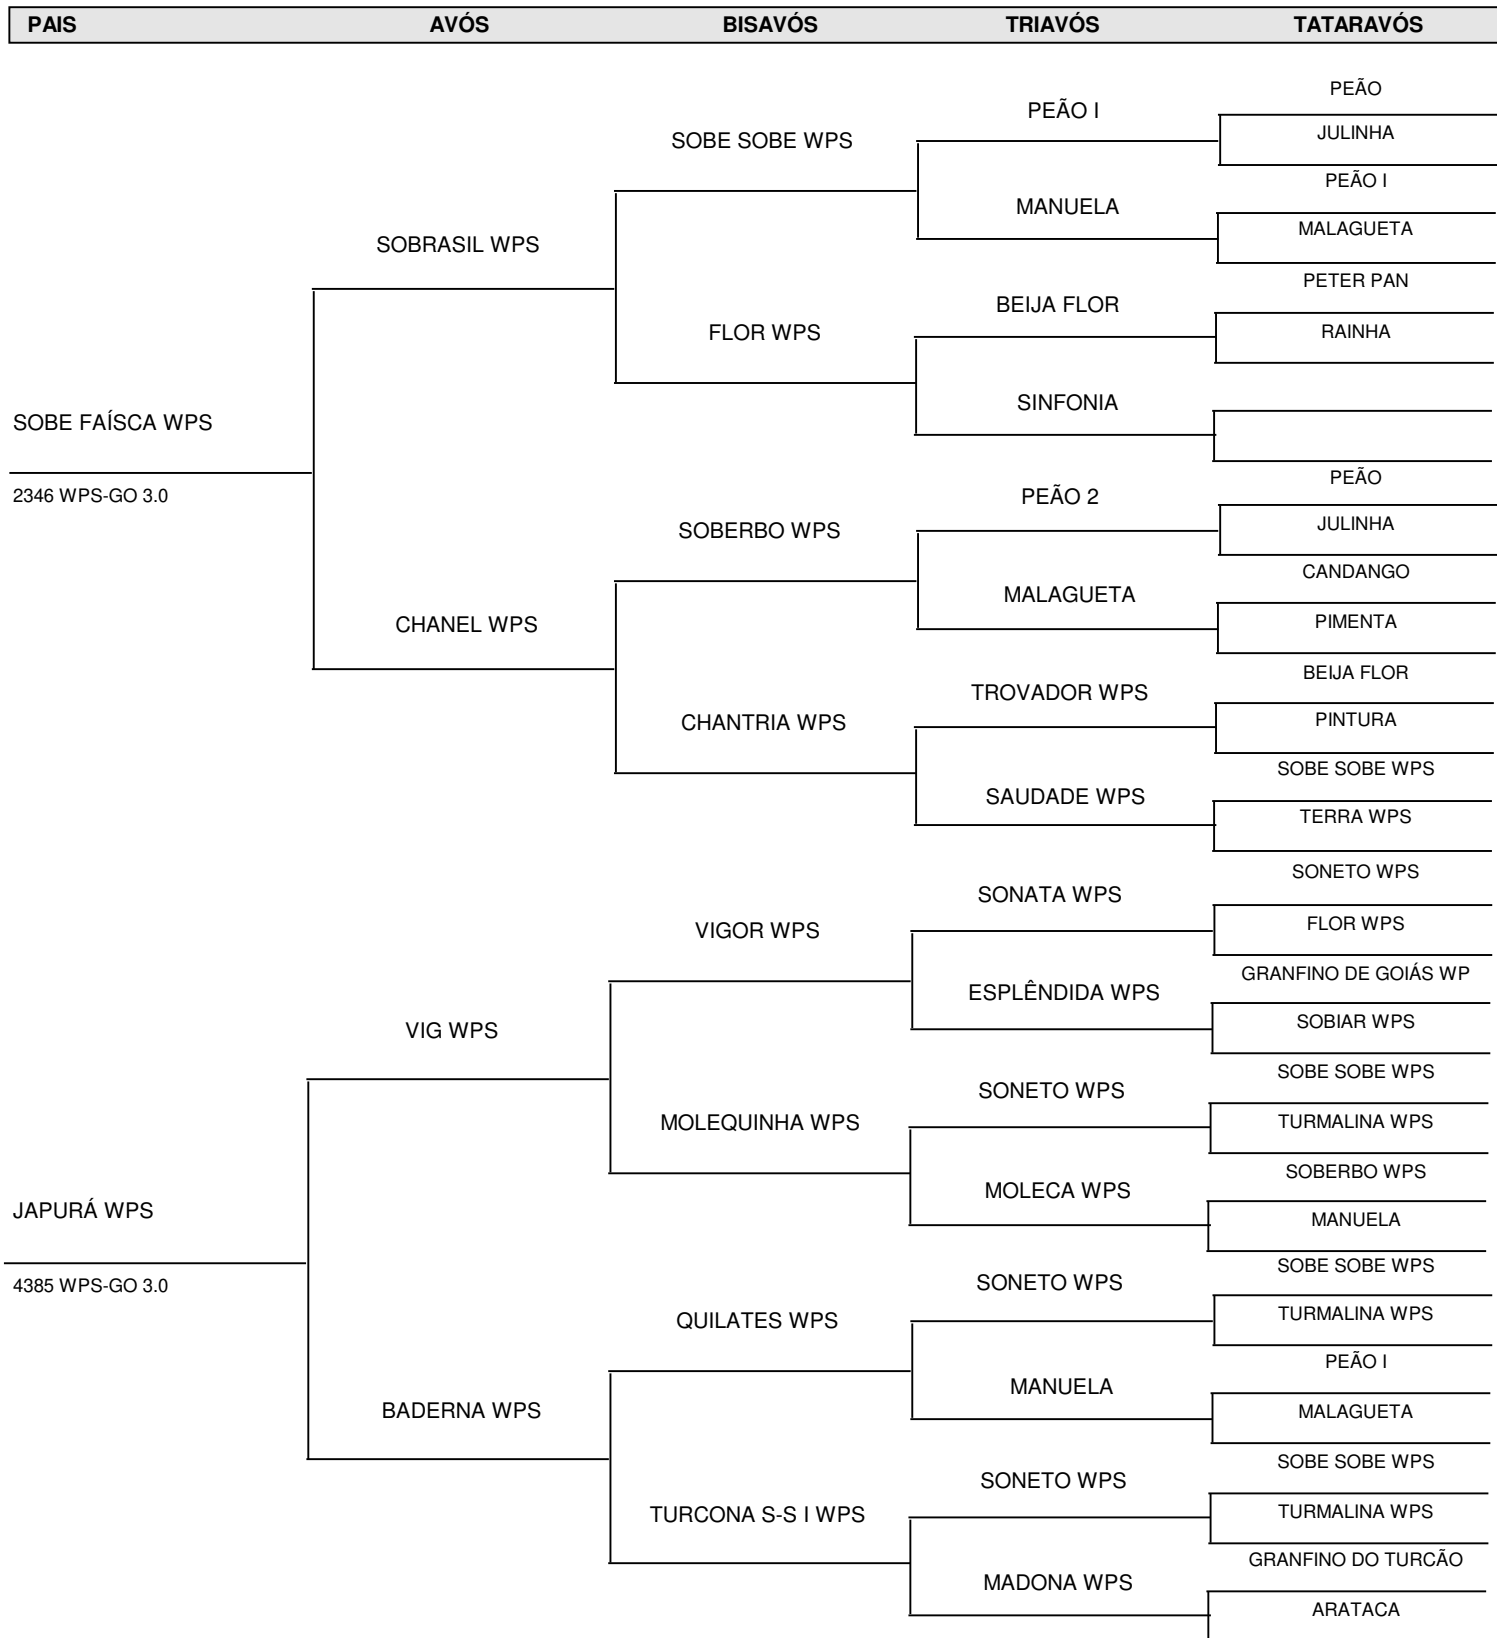 PAIS AVÓS BISAVÓS TRIAVÓS TATARAVÓS
PEÃO
PEÃO I
JULINHA
SOBE SOBE WPS
PEÃO I
MANUELA
MALAGUETA
SOBRASIL WPS
PETER PAN
BEIJA FLOR
RAINHA
FLOR WPS
SINFONIA
SOBE FAÍSCA WPS
PEÃO
2346 WPS-GO 3.0
PEÃO 2
JULINHA
SOBERBO WPS
CANDANGO
MALAGUETA
PIMENTA
CHANEL WPS
BEIJA FLOR
TROVADOR WPS
PINTURA
CHANTRIA WPS
SOBE SOBE WPS
SAUDADE WPS
TERRA WPS
SONETO WPS
SONATA WPS
FLOR WPS
VIGOR WPS
GRANFINO DE GOIÁS WP
ESPLÊNDIDA WPS
SOBIAR WPS
VIG WPS
SOBE SOBE WPS
SONETO WPS
TURMALINA WPS
MOLEQUINHA WPS
SOBERBO WPS
MOLECA WPS
JAPURÁ WPS
MANUELA
SOBE SOBE WPS
4385 WPS-GO 3.0
SONETO WPS
TURMALINA WPS
QUILATES WPS
PEÃO I
MANUELA
MALAGUETA
BADERNA WPS
SOBE SOBE WPS
SONETO WPS
TURMALINA WPS
TURCONA S-S I WPS
GRANFINO DO TURCÃO
MADONA WPS
ARATACA